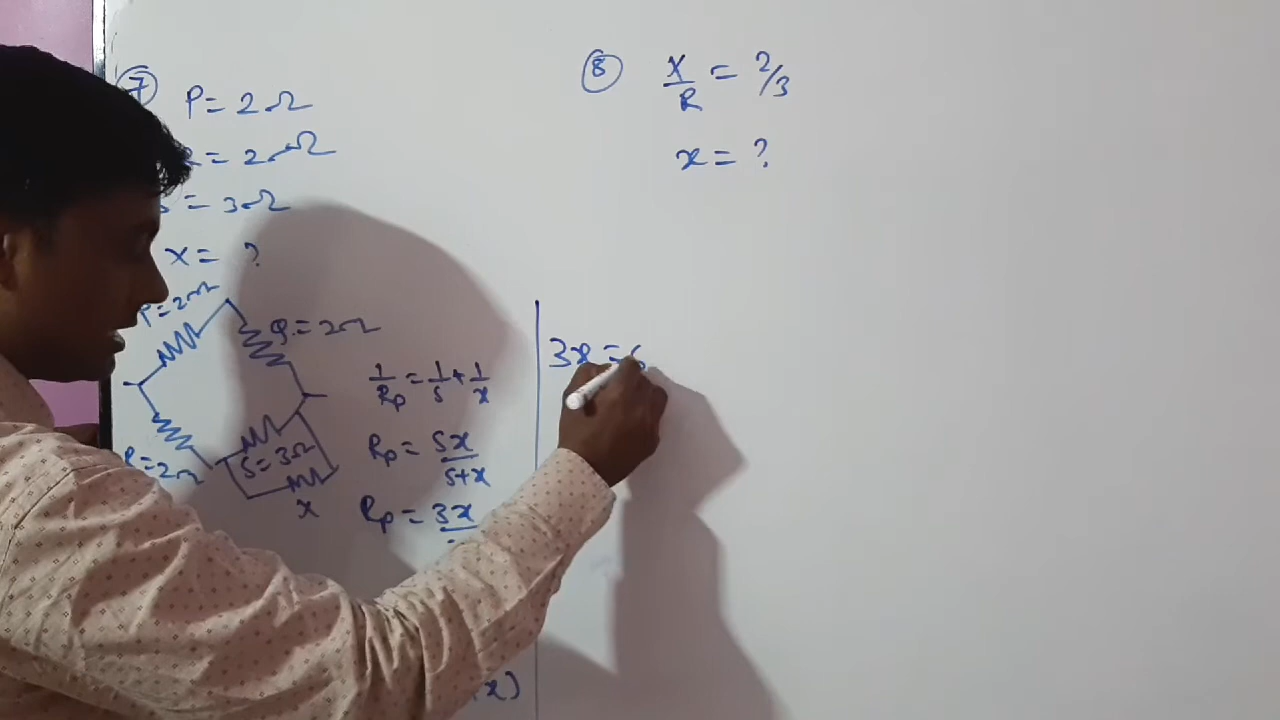 7
P = 2Ω
= 2Ω
= 3Ω
x = ?
P = 2Ω
Q = 2Ω
R = 2Ω
S = 3Ω
x
1/Rp = 1/S + 1/x
Rp = Sx/S+x
Rp = 3x
x)
3x =
8
X/R = 2/3
x = ?